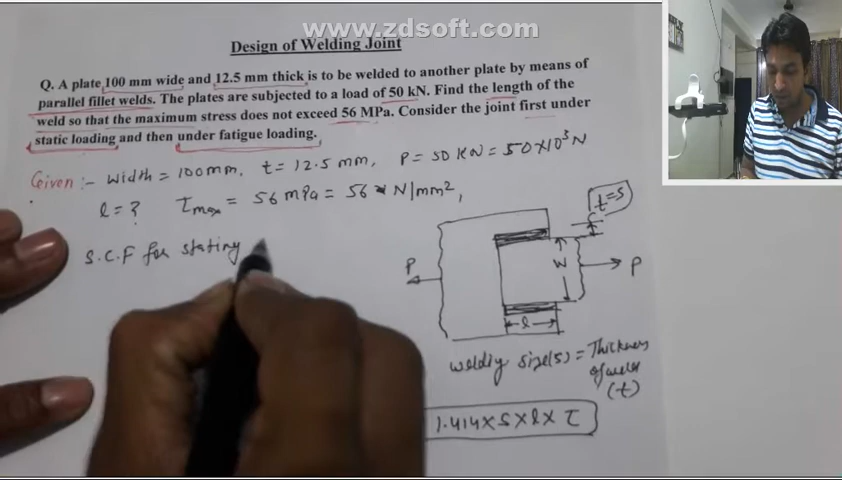 www.zdsoft.com
Design of Welding Joint
Q. A plate 100 mm wide and 12.5 mm thick is to be welded to another plate by means of
parallel fillet welds. The plates are subjected to a load of 50 kN. Find the length of the
weld so that the maximum stress does not exceed 56 MPa. Consider the joint first under
static loading and then under fatigue loading.
Given :- width = 100mm, t = 12.5 mm, P = 50 kN = 50×10³ N
l = ? τmax = 56 mPa = 56 N/mm²,
S.C.F for stating
t=s
P
W
P
l
weldiy size(s) = Thickness
of weld
(t)
1.414×s×l×τ